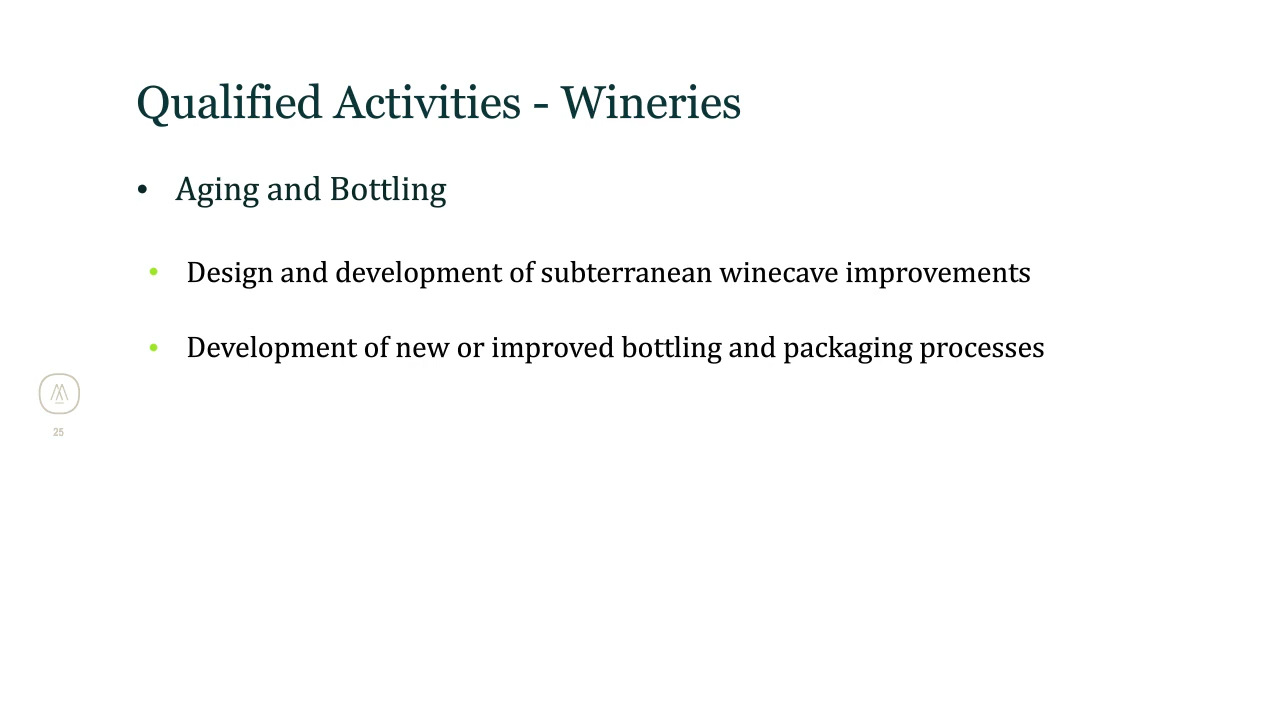 Qualified Activities - Wineries
• Aging and Bottling
• Design and development of subterranean winecave improvements
• Development of new or improved bottling and packaging processes
25